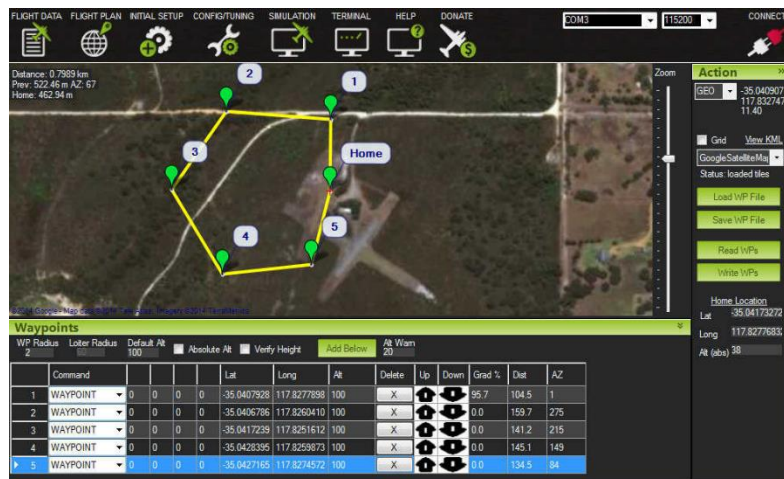 FLIGHT DATA FLIGHT PLAN INITIAL SETUP CONFIG/TUNING SIMULATION TERMINAL HELP DONATE COM3 115200 CONNECT
Distance: 0.7989 km
Prev: 522.46 m AZ: 67
Home: 462.94 m
2
1
3
Home
4
5
Zoom
Action
GEO -35.040907
117.832747
11.40
Grid View KML
GoogleSatelliteMap
Status: loaded tiles
Load WP File
Save WP File
Read WPs
Write WPs
Home Location
Lat -35.04173272
Long 117.8277683
Alt (abs) 38
Waypoints
WP Radius Loiter Radius Default Alt Alt Warn
2 100 Absolute Alt Verify Height Add Below 20
Command Lat Long Alt Delete Up Down Grad % Dist AZ
1 WAYPOINT 0 0 0 0 -35.0407928 117.8277898 100 X 95.7 104.5 1
2 WAYPOINT 0 0 0 0 -35.0406786 117.8260410 100 X 0.0 159.7 275
3 WAYPOINT 0 0 0 0 -35.0417239 117.8251612 100 X 0.0 141.2 215
4 WAYPOINT 0 0 0 0 -35.0428395 117.8259873 100 X 0.0 145.1 149
5 WAYPOINT 0 0 0 0 -35.0427165 117.8274572 100 X 0.0 134.5 84